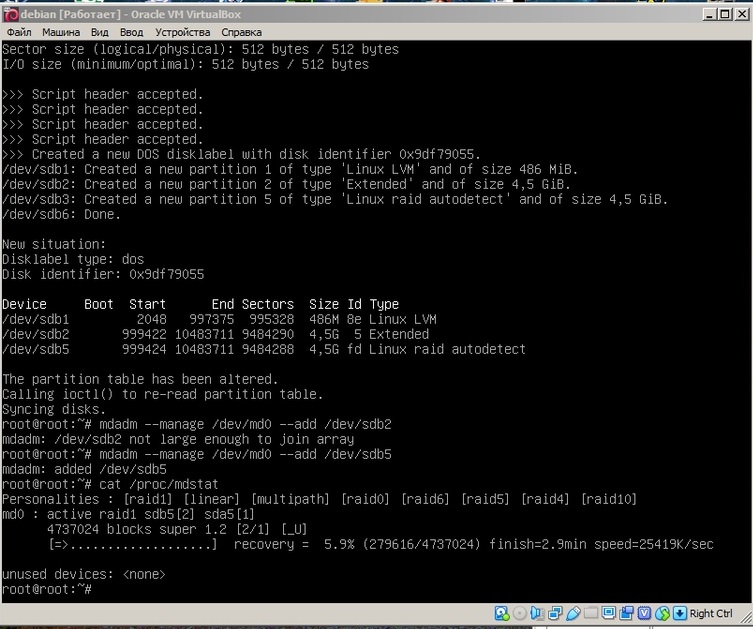 debian [Работает] - Oracle VM VirtualBox
Файл Машина Вид Ввод Устройства Справка
Sector size (logical/physical): 512 bytes / 512 bytes
I/O size (minimum/optimal): 512 bytes / 512 bytes
>>> Script header accepted.
>>> Script header accepted.
>>> Script header accepted.
>>> Script header accepted.
>>> Created a new DOS disklabel with disk identifier 0x9df79055.
/dev/sdb1: Created a new partition 1 of type 'Linux LVM' and of size 486 MiB.
/dev/sdb2: Created a new partition 2 of type 'Extended' and of size 4,5 GiB.
/dev/sdb3: Created a new partition 5 of type 'Linux raid autodetect' and of size 4,5 GiB.
/dev/sdb6: Done.
New situation:
Disklabel type: dos
Disk identifier: 0x9df79055
Device     Boot  Start      End Sectors  Size Id Type
/dev/sdb1         2048   997375  995328  486M 8e Linux LVM
/dev/sdb2       999422 10483711 9484290  4,5G  5 Extended
/dev/sdb5       999424 10483711 9484288  4,5G fd Linux raid autodetect
The partition table has been altered.
Calling ioctl() to re-read partition table.
Syncing disks.
root@root:~# mdadm --manage /dev/md0 --add /dev/sdb2
mdadm: /dev/sdb2 not large enough to join array
root@root:~# mdadm --manage /dev/md0 --add /dev/sdb5
mdadm: added /dev/sdb5
root@root:~# cat /proc/mdstat
Personalities : [raid1] [linear] [multipath] [raid0] [raid6] [raid5] [raid4] [raid10]
md0 : active raid1 sdb5[2] sda5[1]
      4737024 blocks super 1.2 [2/1] [_U]
      [=>...................]  recovery =  5.9% (279616/4737024) finish=2.9min speed=25419K/sec
unused devices: <none>
root@root:~#
Right Ctrl